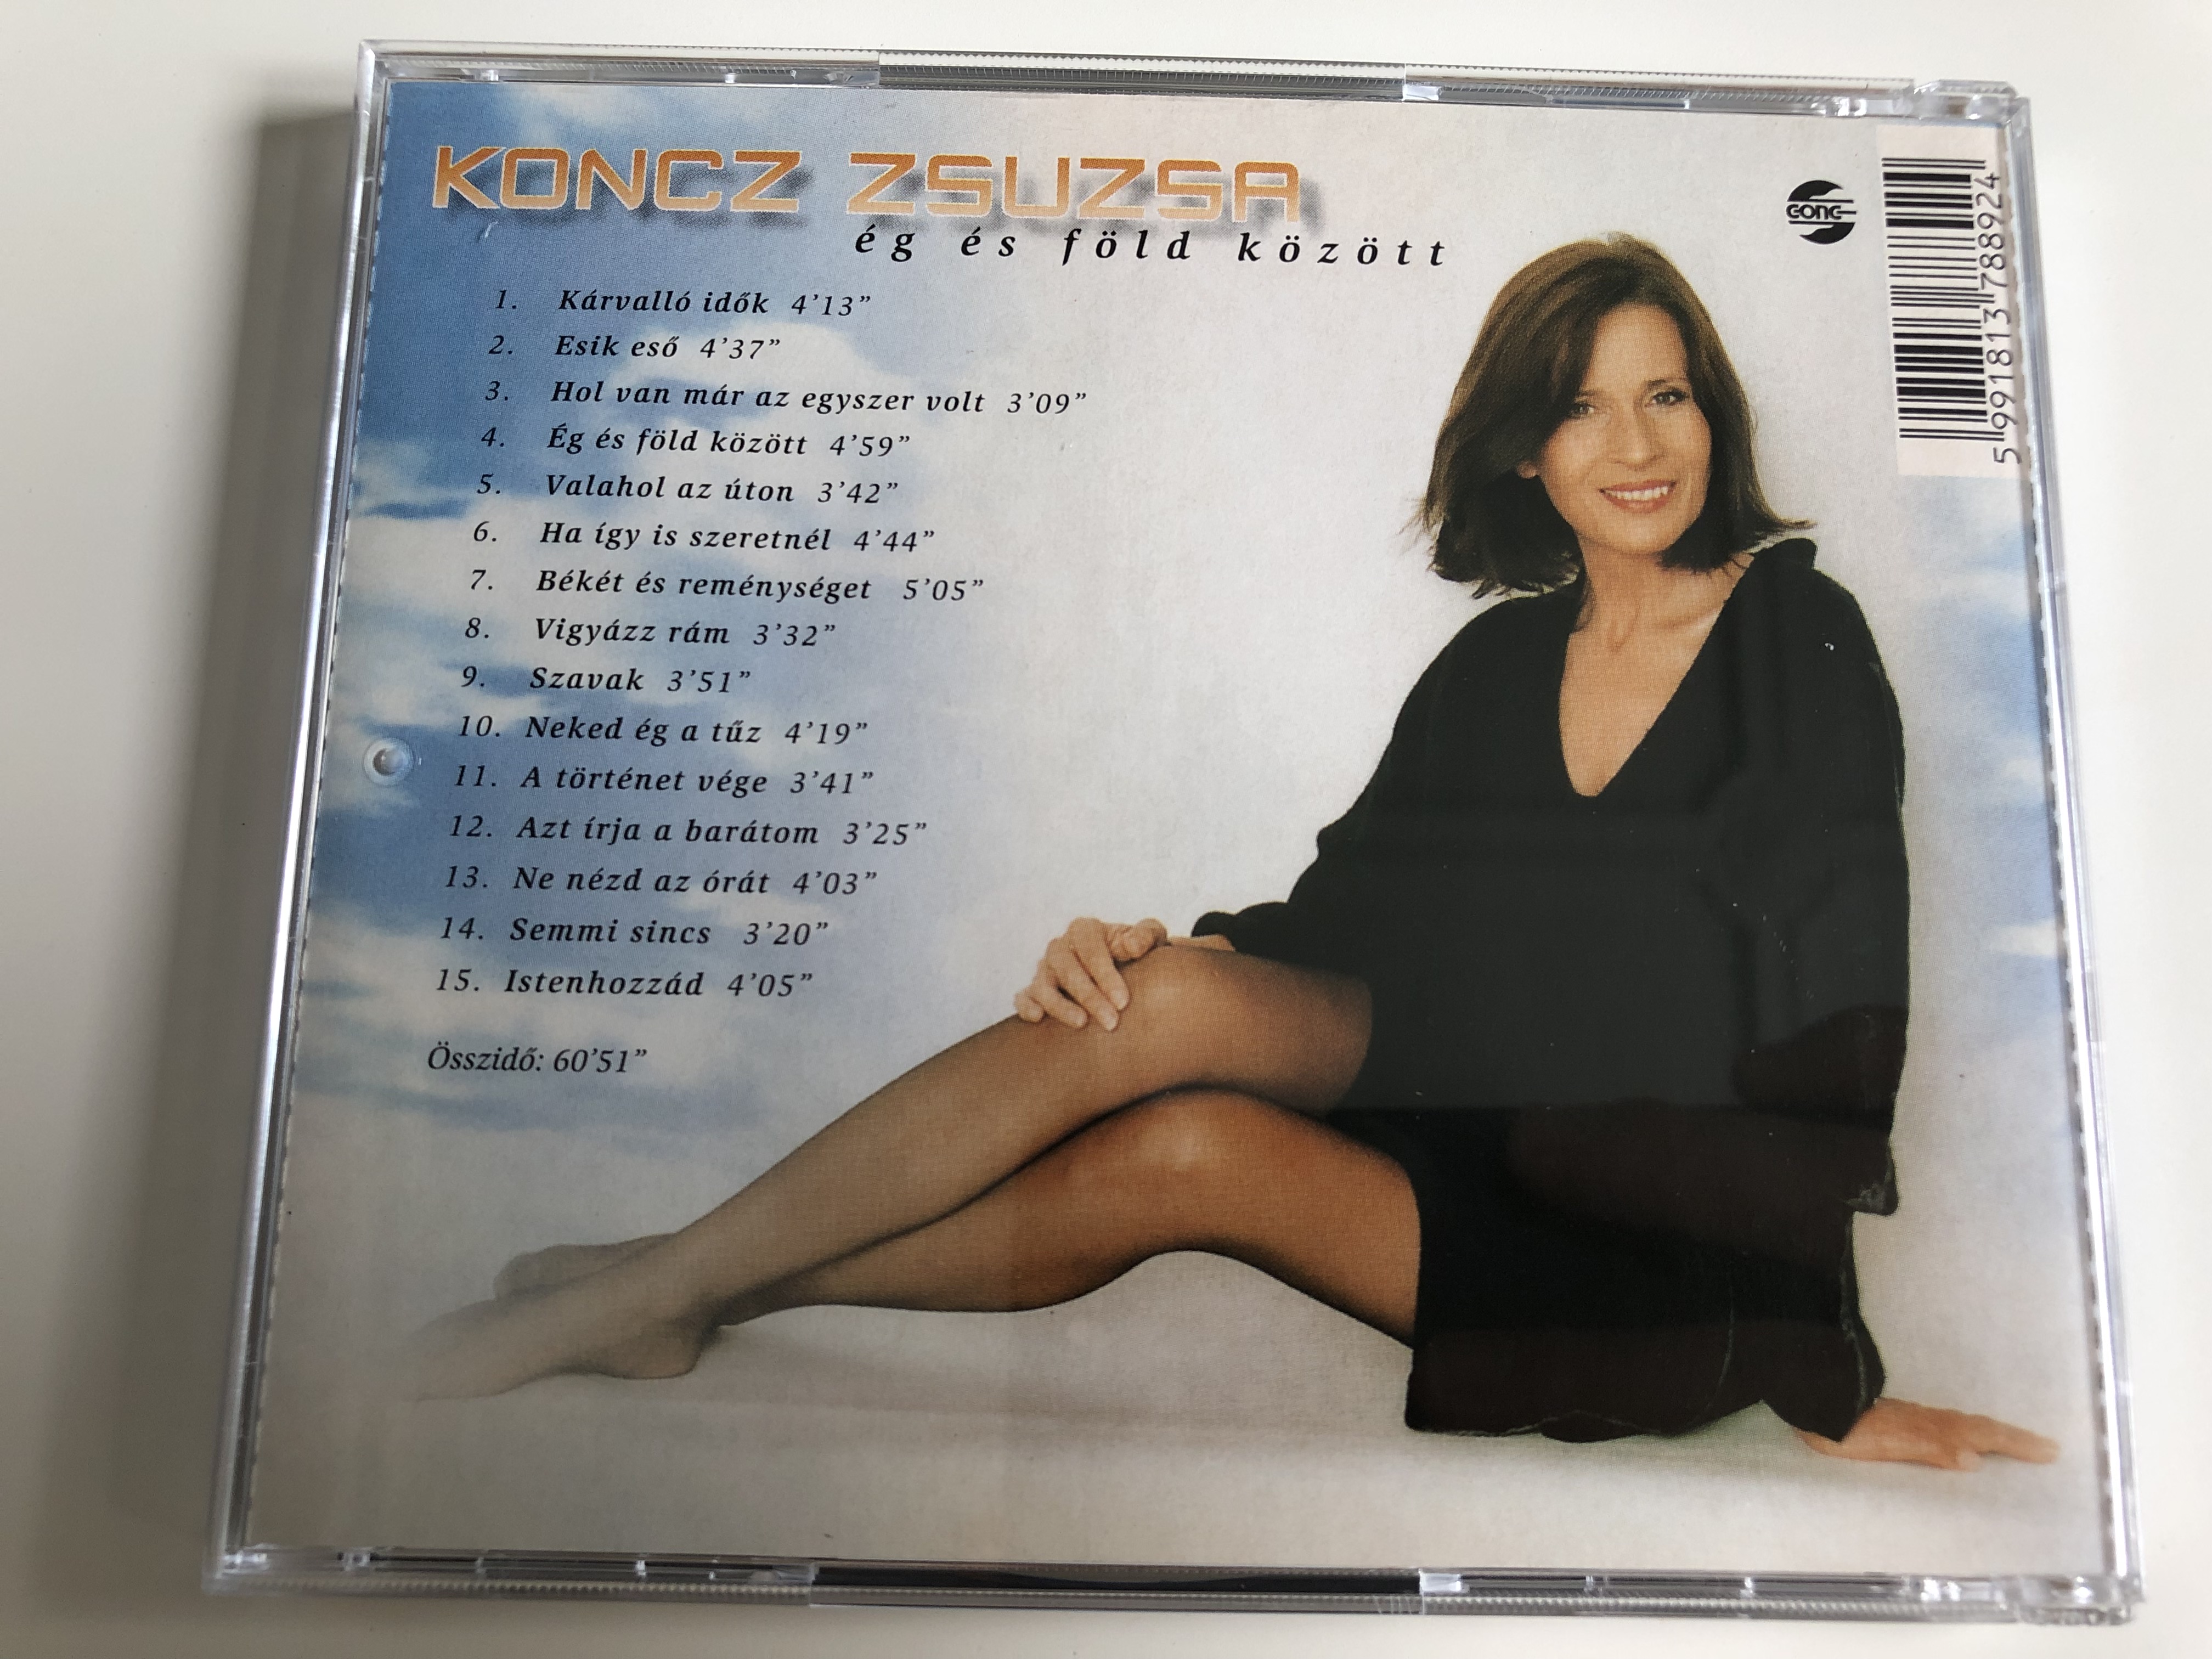 KONCZ ZSUZSA
ég és föld között
GONG
1. Kárvalló idők 4'13”
2. Esik eső 4'37”
3. Hol van már az egyszer volt 3'09”
4. Ég és föld között 4'59”
5. Valahol az úton 3'42”
6. Ha így is szeretnél 4'44”
7. Békét és reménységet 5'05”
8. Vigyázz rám 3'32”
9. Szavak 3'51”
10. Neked ég a tűz 4'19”
11. A történet vége 3'41”
12. Azt írja a barátom 3'25”
13. Ne nézd az órát 4'03”
14. Semmi sincs 3'20”
15. Istenhozzád 4'05”
Összidő: 60'51”
5 991813 788924